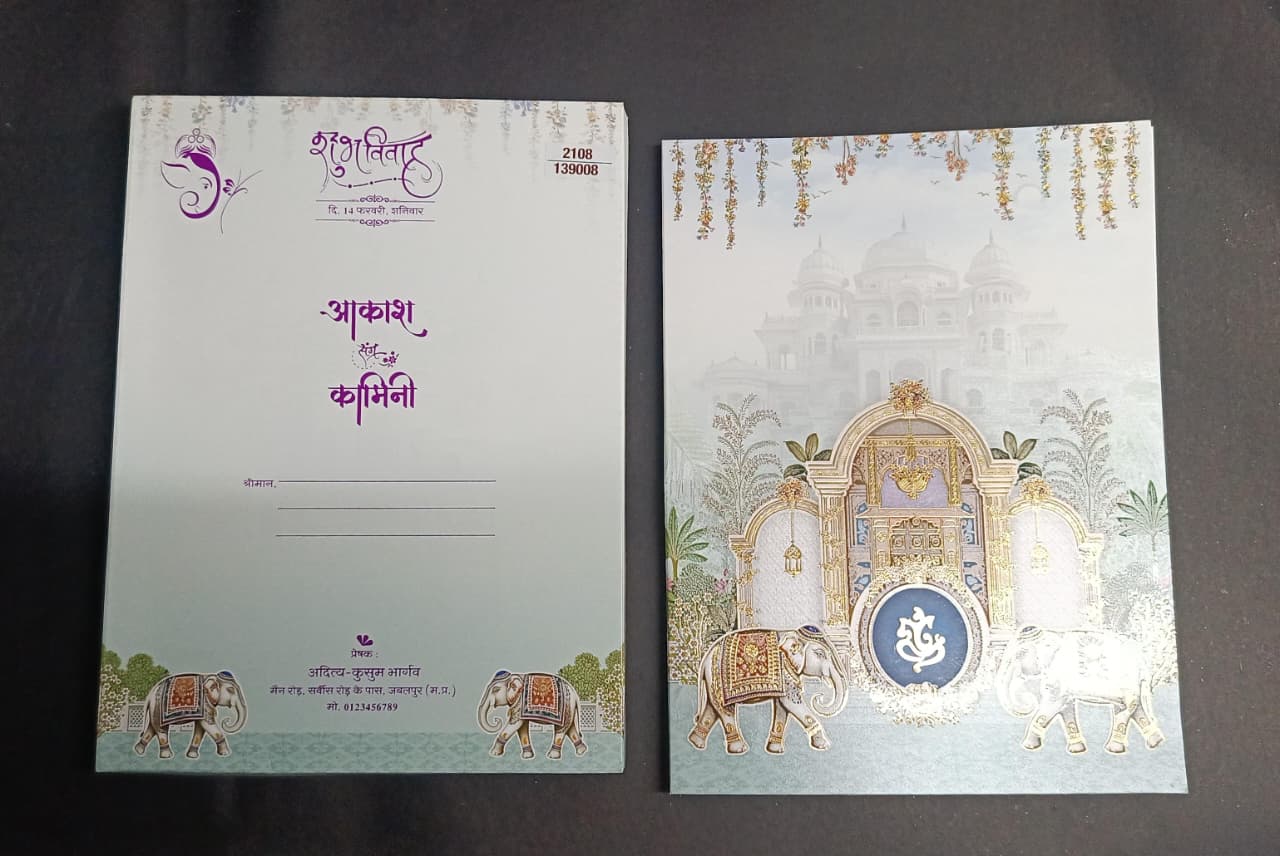 शुभ विवाह
2108
139008
दि. 14 फरवरी, शनिवार
आकाश
संग
कामिनी
श्रीमान,
प्रेषक :
अदित्य-कुसुम भार्गव
मैंन रोड़, सर्वीस रोड़ के पास, जबलपुर (म.प्र.)
मो. 0123456789